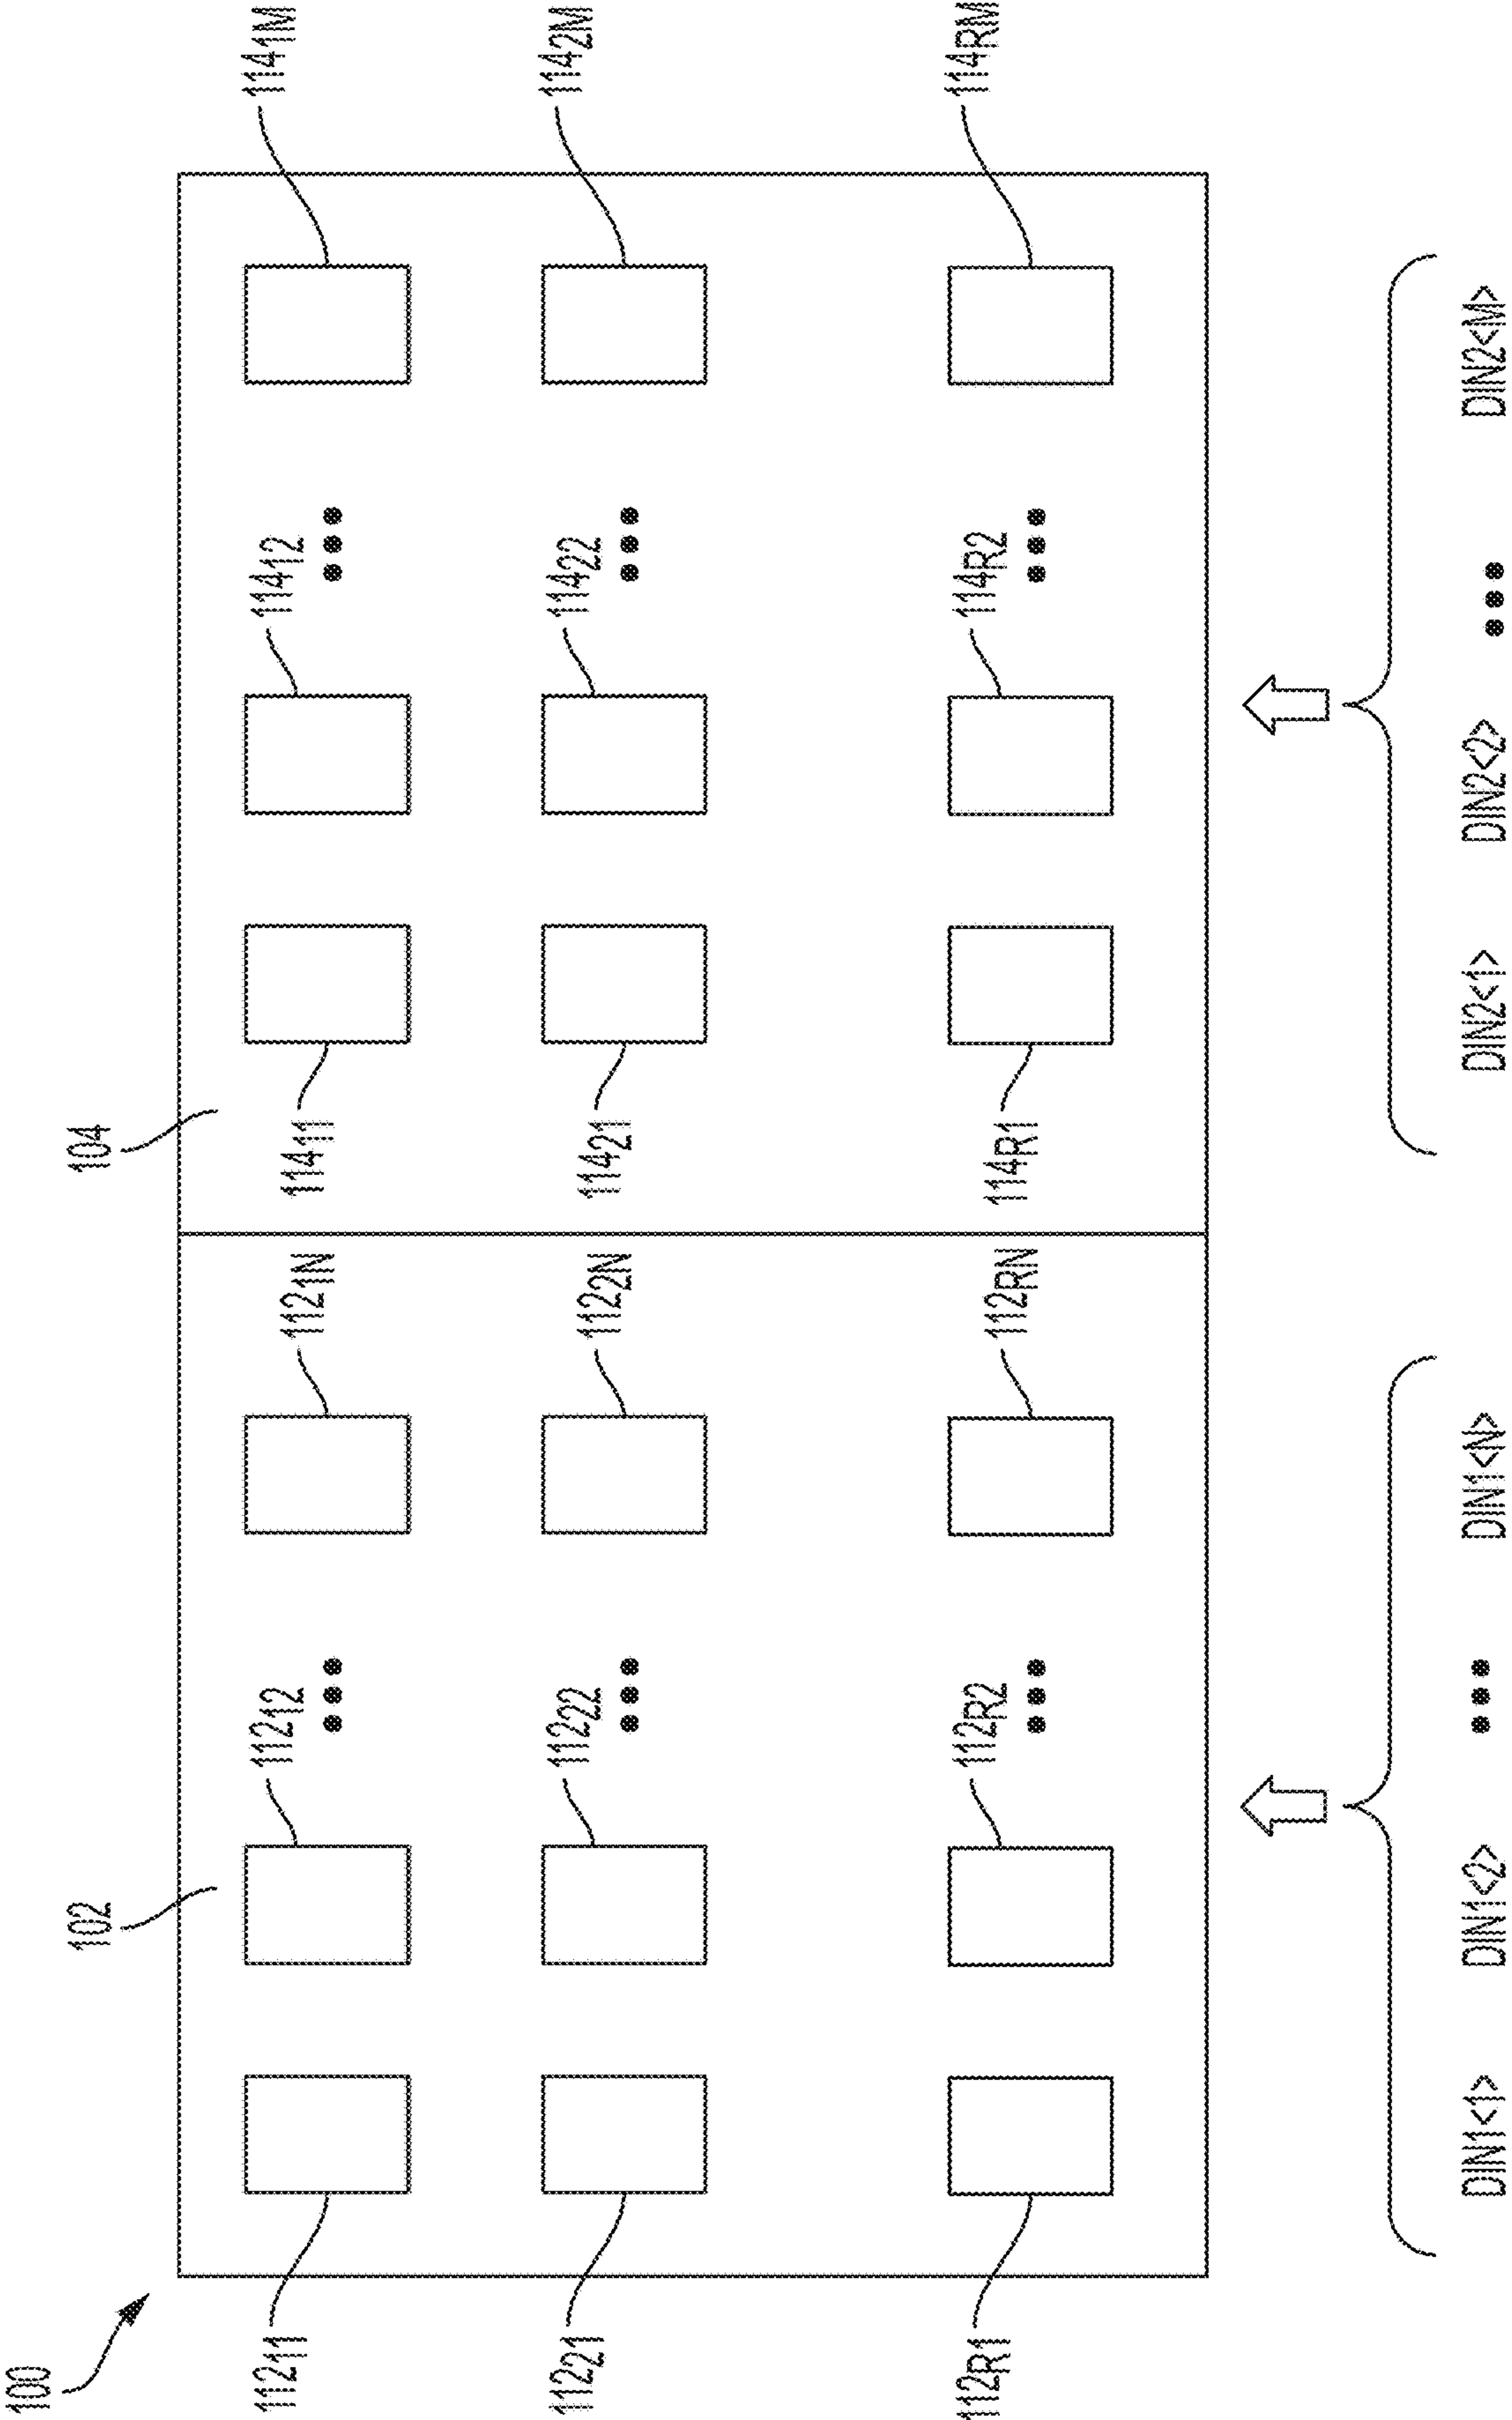 100
102
104
112₁₁
112₁₂
112₁N
114₁₁
114₁₂
114₁M
112₂₁
112₂₂
112₂N
114₂₁
114₂₂
114₂M
112R1
112R2
112RN
114R1
114R2
114RM
DIN1<1> DIN1<2> ••• DIN1<N> DIN2<1> DIN2<2> ••• DIN2<M>